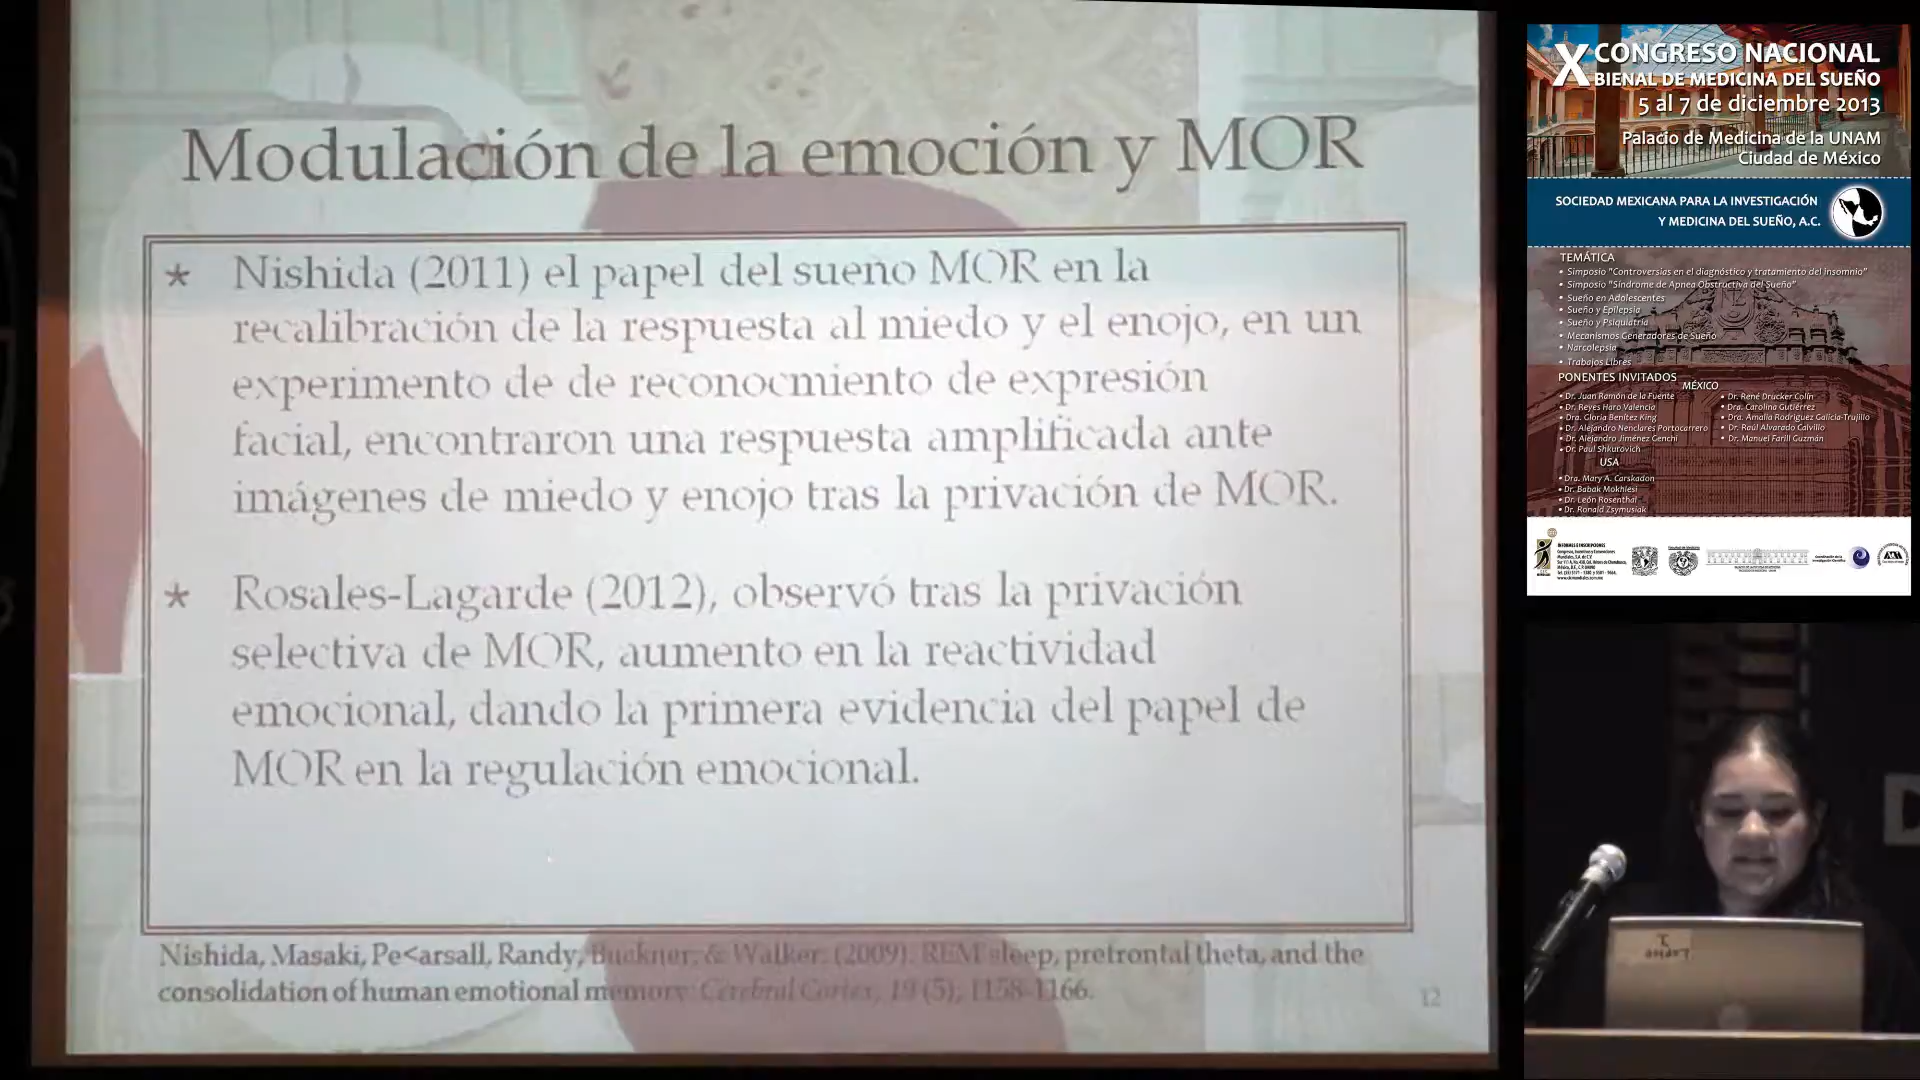 Modulación de la emoción y MOR
* Nishida (2011) el papel del sueño MOR en la
recalibración de la respuesta al miedo y el enojo, en un
experimento de de reconocmiento de expresión
facial, encontraron una respuesta amplificada ante
imágenes de miedo y enojo tras la privación de MOR.
* Rosales-Lagarde (2012), observó tras la privación
selectiva de MOR, aumento en la reactividad
emocional, dando la primera evidencia del papel de
MOR en la regulación emocional.
Nishida, Masaki, Pe<arsall, Randy, Buckner, & Walker. (2009). REM sleep, prefrontal theta, and the
consolidation of human emotional memory. Cerebral Cortex, 19 (5), 1158-1166.
12
X CONGRESO NACIONAL
BIENAL DE MEDICINA DEL SUEÑO
5 al 7 de diciembre 2013
Palacio de Medicina de la UNAM
Ciudad de México
SOCIEDAD MEXICANA PARA LA INVESTIGACIÓN
Y MEDICINA DEL SUEÑO, A.C.
TEMÁTICA
• Simposio "Controversias en el diagnóstico y tratamiento del Insomnio"
• Simposio "Síndrome de Apnea Obstructiva del Sueño"
• Sueño en Adolescentes
• Sueño y Epilepsia
• Sueño y Psiquiatría
• Mecanismos Generadores de Sueño
• Narcolepsia
• Trabajos Libres
PONENTES INVITADOS
MÉXICO
• Dr. Juan Ramón de la Fuente
• Dr. Reyes Haro Valencia
• Dra. Gloria Benítez King
• Dr. Alejandro Nenclares Portocarrero
• Dr. Alejandro Jiménez Genchi
• Dr. Paul Shkurovich
• Dr. René Drucker Colín
• Dra. Carolina Gutiérrez
• Dra. Amalia Rodríguez Galicia-Trujillo
• Dr. Raúl Alvarado Calvillo
• Dr. Manuel Farill Guzmán
USA
• Dra. Mary A. Carskadon
• Dr. Babak Mokhlesi
• Dr. León Rosenthal
• Dr. Ronald Zsymusiak
INFORMES E INSCRIPCIONES